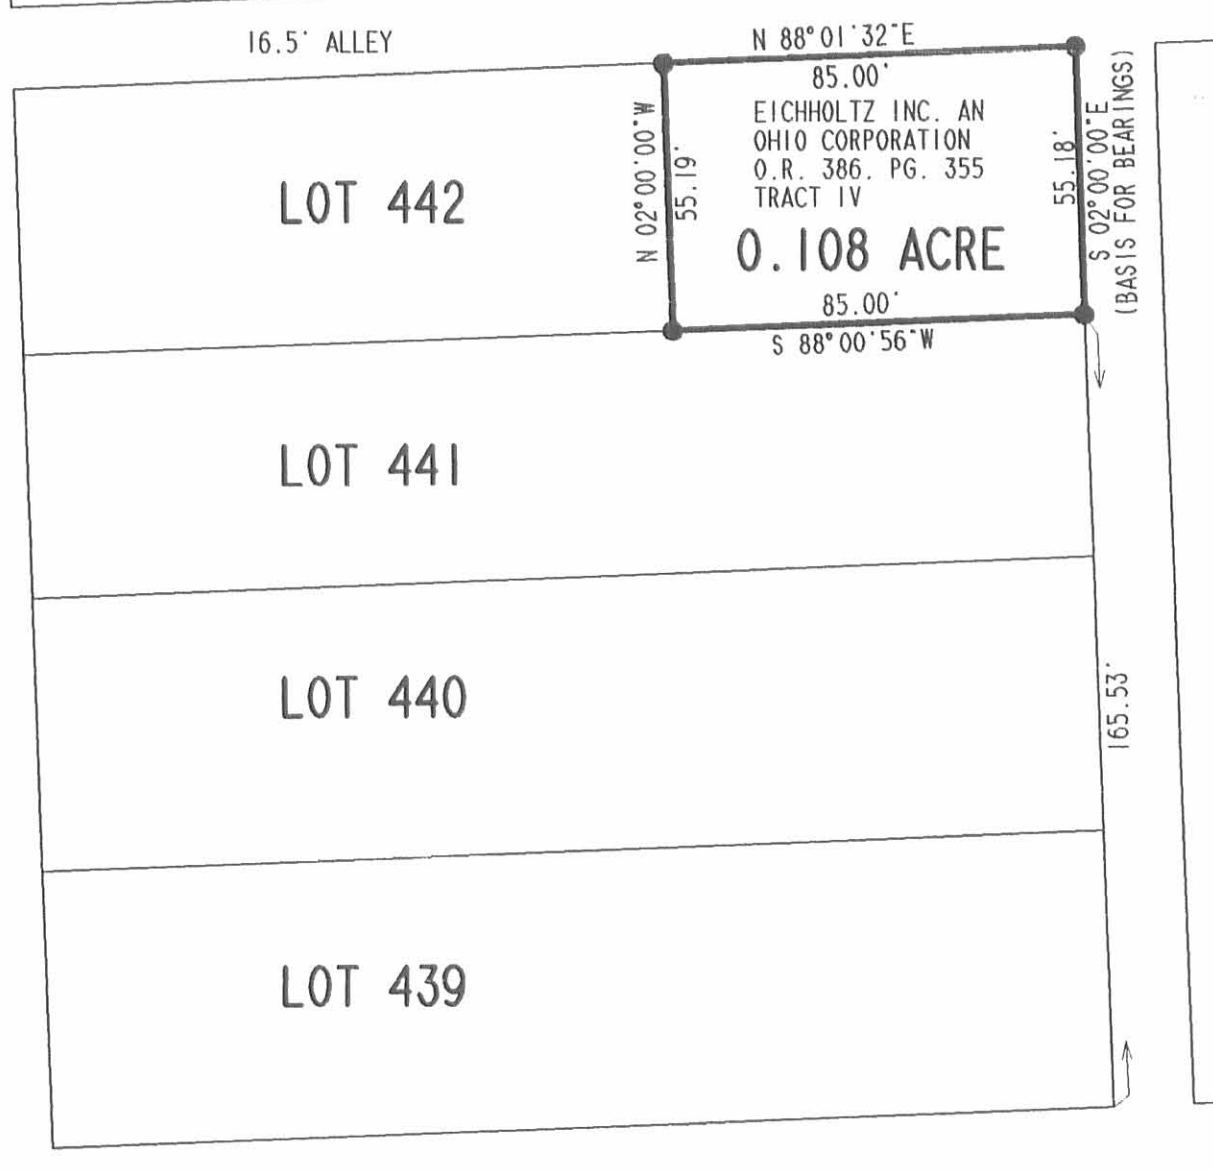 16.5' ALLEY
N 88°01'32"E
85.00'
EICHHOLTZ INC. AN
OHIO CORPORATION
O.R. 386, PG. 355
TRACT IV
0.108 ACRE
85.00'
S 88°00'56"W
N 02°00'00"W
55.19'
55.18'
S 02°00'00"E
(BASIS FOR BEARINGS)
LOT 442
LOT 441
LOT 440
165.53'
LOT 439